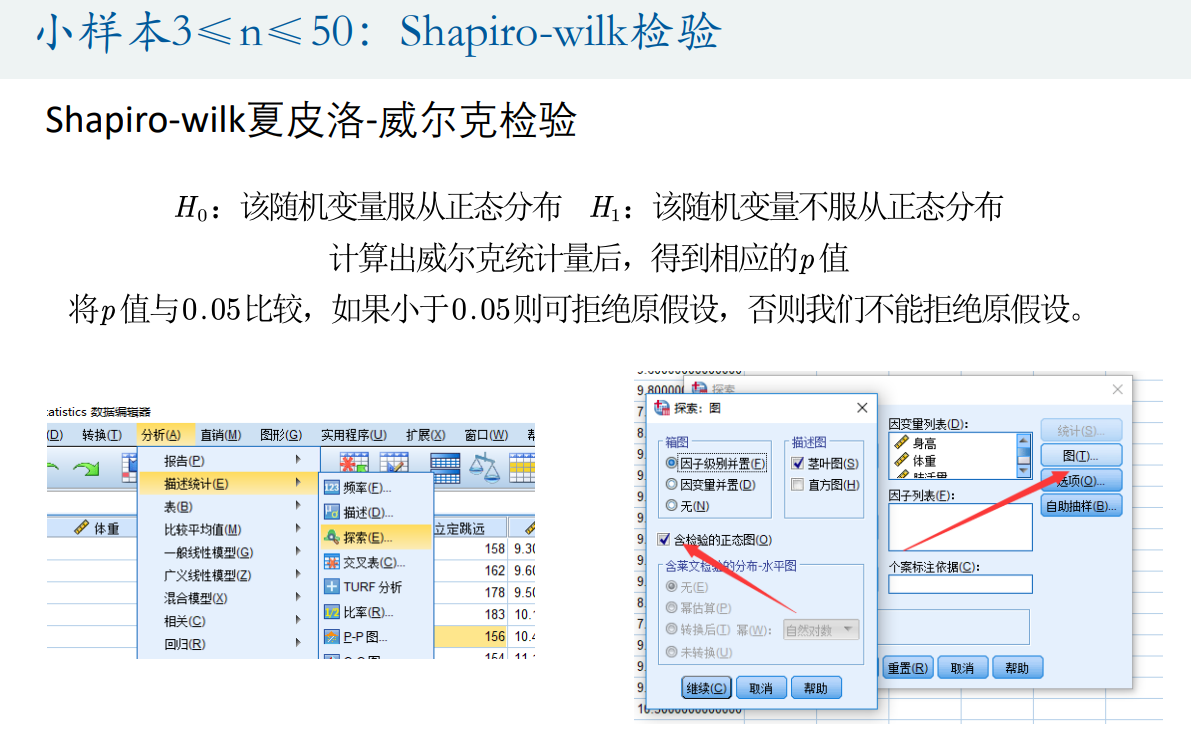 小样本3≤n≤50：Shapiro-wilk检验
Shapiro-wilk夏皮洛-威尔克检验
H₀：该随机变量服从正态分布 H₁：该随机变量不服从正态分布
计算出威尔克统计量后，得到相应的p值
将p值与0.05比较，如果小于0.05则可拒绝原假设，否则我们不能拒绝原假设。
tatistics 数据编辑器
(D) 转换(T) 分析(A) 直销(M) 图形(G) 实用程序(U) 扩展(X) 窗口(W)
报告(P)
描述统计(E)
表(B)
比较平均值(M)
一般线性模型(G)
广义线性模型(Z)
混合模型(X)
相关(C)
回归(R)
频率(F)...
描述(D)...
探索(E)...
交叉表(C)...
TURF 分析
比率(R)...
P-P 图...
体重
立定跳远
158 9.30
162 9.60
178 9.50
183 10.
156 10.4
154 11.1
9.80000
探索
探索：图
箱图
因子级别并置(F)
因变量并置(D)
无(N)
描述图
茎叶图(S)
直方图(H)
含检验的正态图(O)
含莱文检验的分布-水平图
无(E)
幂估算(P)
转换后(T) 幂(W)： 自然对数
未转换(U)
继续(C) 取消 帮助
因变量列表(D)：
身高
体重
因子列表(F)：
个案标注依据(C)：
统计(S)...
图(T)...
选项(O)...
自助抽样(B)...
重置(R) 取消 帮助